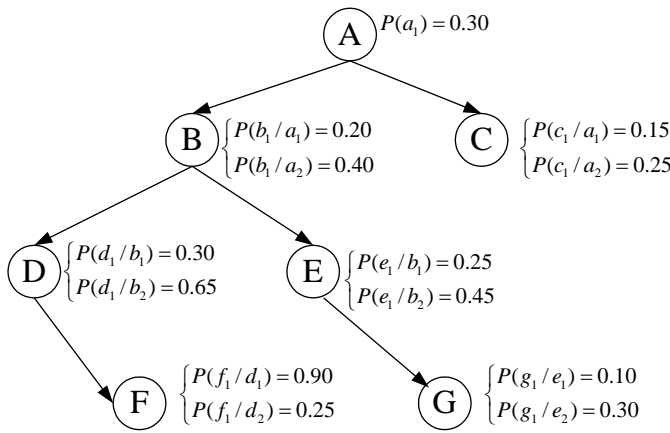 A P(a₁) = 0.30
B P(b₁ / a₁) = 0.20
P(b₁ / a₂) = 0.40
C P(c₁ / a₁) = 0.15
P(c₁ / a₂) = 0.25
D P(d₁ / b₁) = 0.30
P(d₁ / b₂) = 0.65
E P(e₁ / b₁) = 0.25
P(e₁ / b₂) = 0.45
F P(f₁ / d₁) = 0.90
P(f₁ / d₂) = 0.25
G P(g₁ / e₁) = 0.10
P(g₁ / e₂) = 0.30